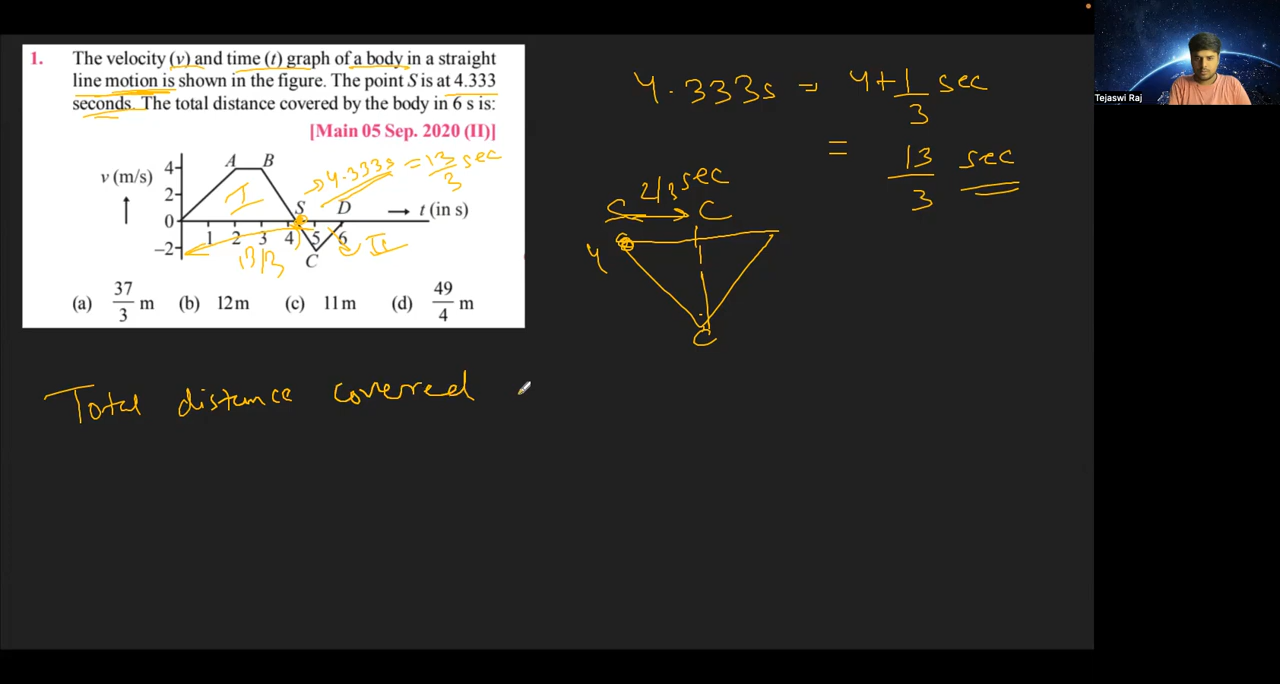 1. The velocity (v) and time (t) graph of a body in a straight
line motion is shown in the figure. The point S is at 4.333
seconds. The total distance covered by the body in 6 s is:
[Main 05 Sep. 2020 (II)]
v (m/s)
4
2
0
–2
A B
I
4.333s = 13/3 sec
S D
t (in s)
1 2 3 4 5 6
13/3
C
II
(a) 37/3 m (b) 12 m (c) 11 m (d) 49/4 m
4.333s = 4+1/3 sec
= 13/3 sec
2/3 sec
S C
4
C
Total distance covered
Tejaswi Raj